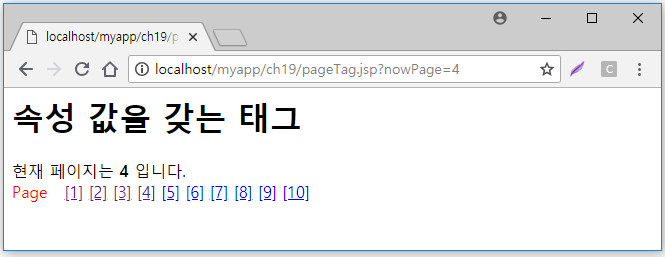 localhost/myapp/ch19/p
localhost/myapp/ch19/pageTag.jsp?nowPage=4
C
속성 값을 갖는 태그
현재 페이지는 4 입니다.
Page [1] [2] [3] [4] [5] [6] [7] [8] [9] [10]